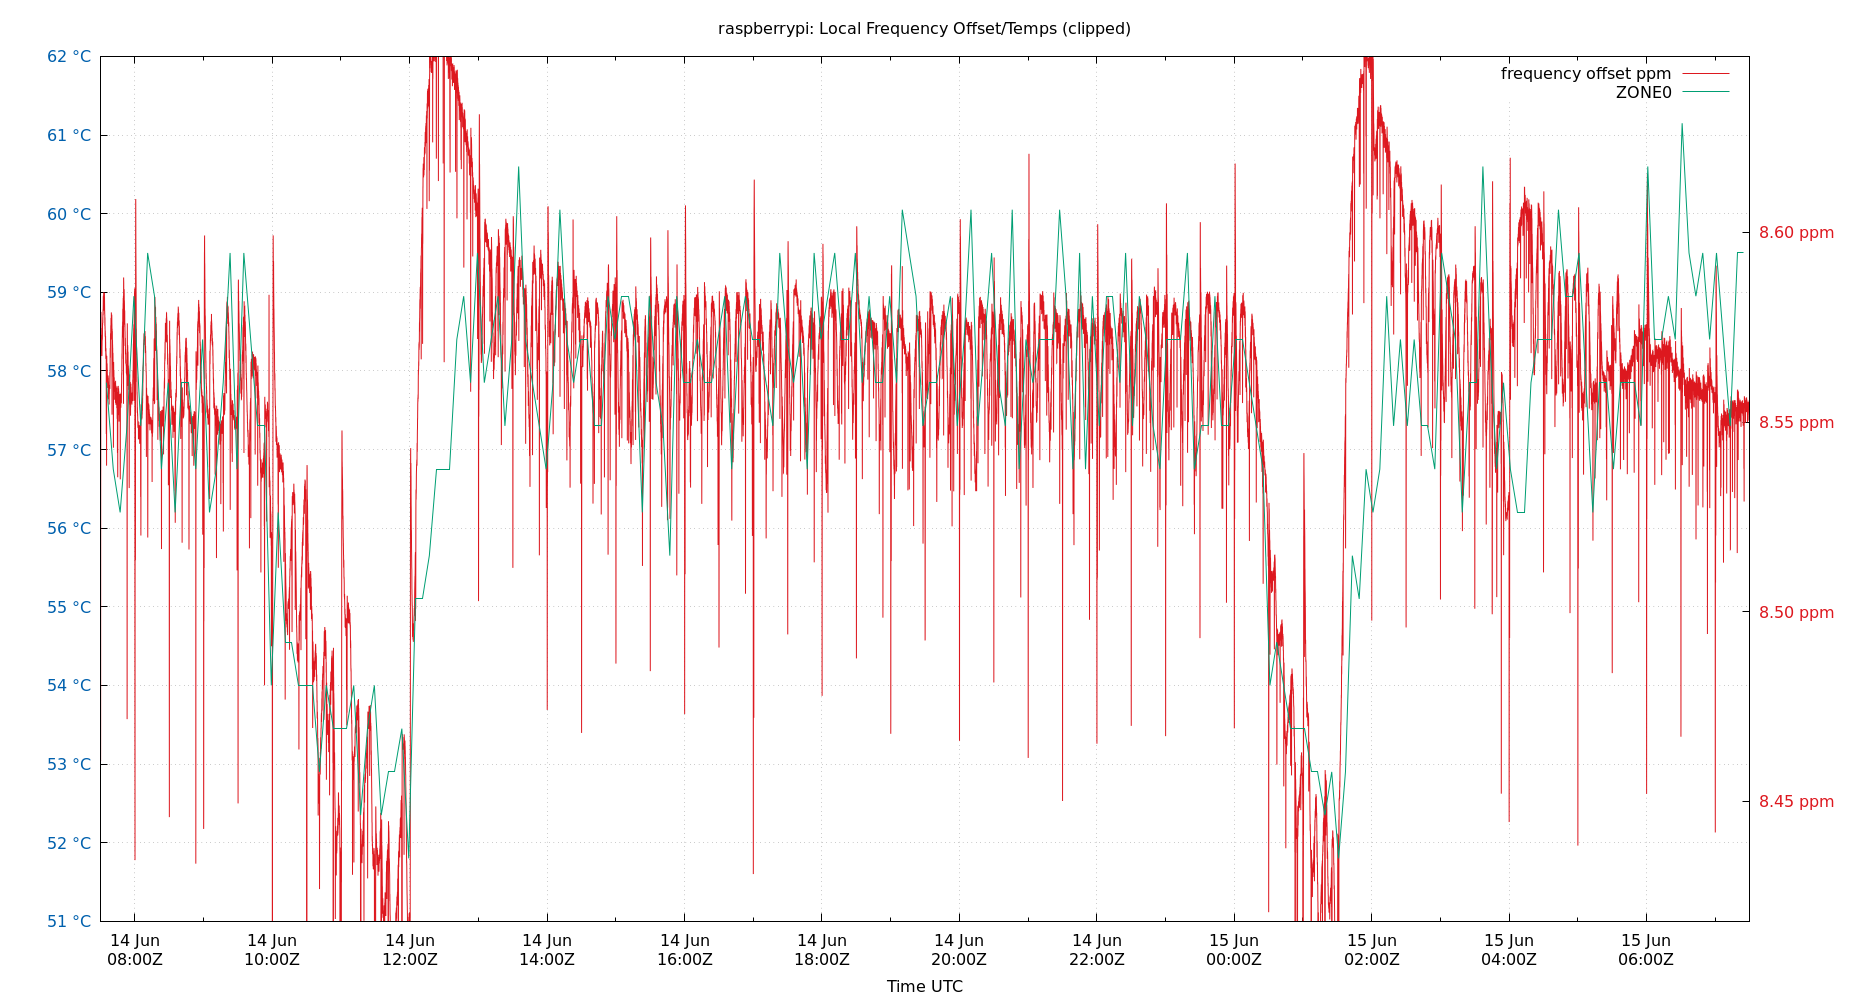 raspberrypi: Local Frequency Offset/Temps (clipped)
frequency offset ppm
ZONE0
62 °C
61 °C
60 °C
59 °C
58 °C
57 °C
56 °C
55 °C
54 °C
53 °C
52 °C
51 °C
8.60 ppm
8.55 ppm
8.50 ppm
8.45 ppm
14 Jun 14 Jun 14 Jun 14 Jun 14 Jun 14 Jun 14 Jun 14 Jun 15 Jun 15 Jun 15 Jun 15 Jun
08:00Z 10:00Z 12:00Z 14:00Z 16:00Z 18:00Z 20:00Z 22:00Z 00:00Z 02:00Z 04:00Z 06:00Z
Time UTC